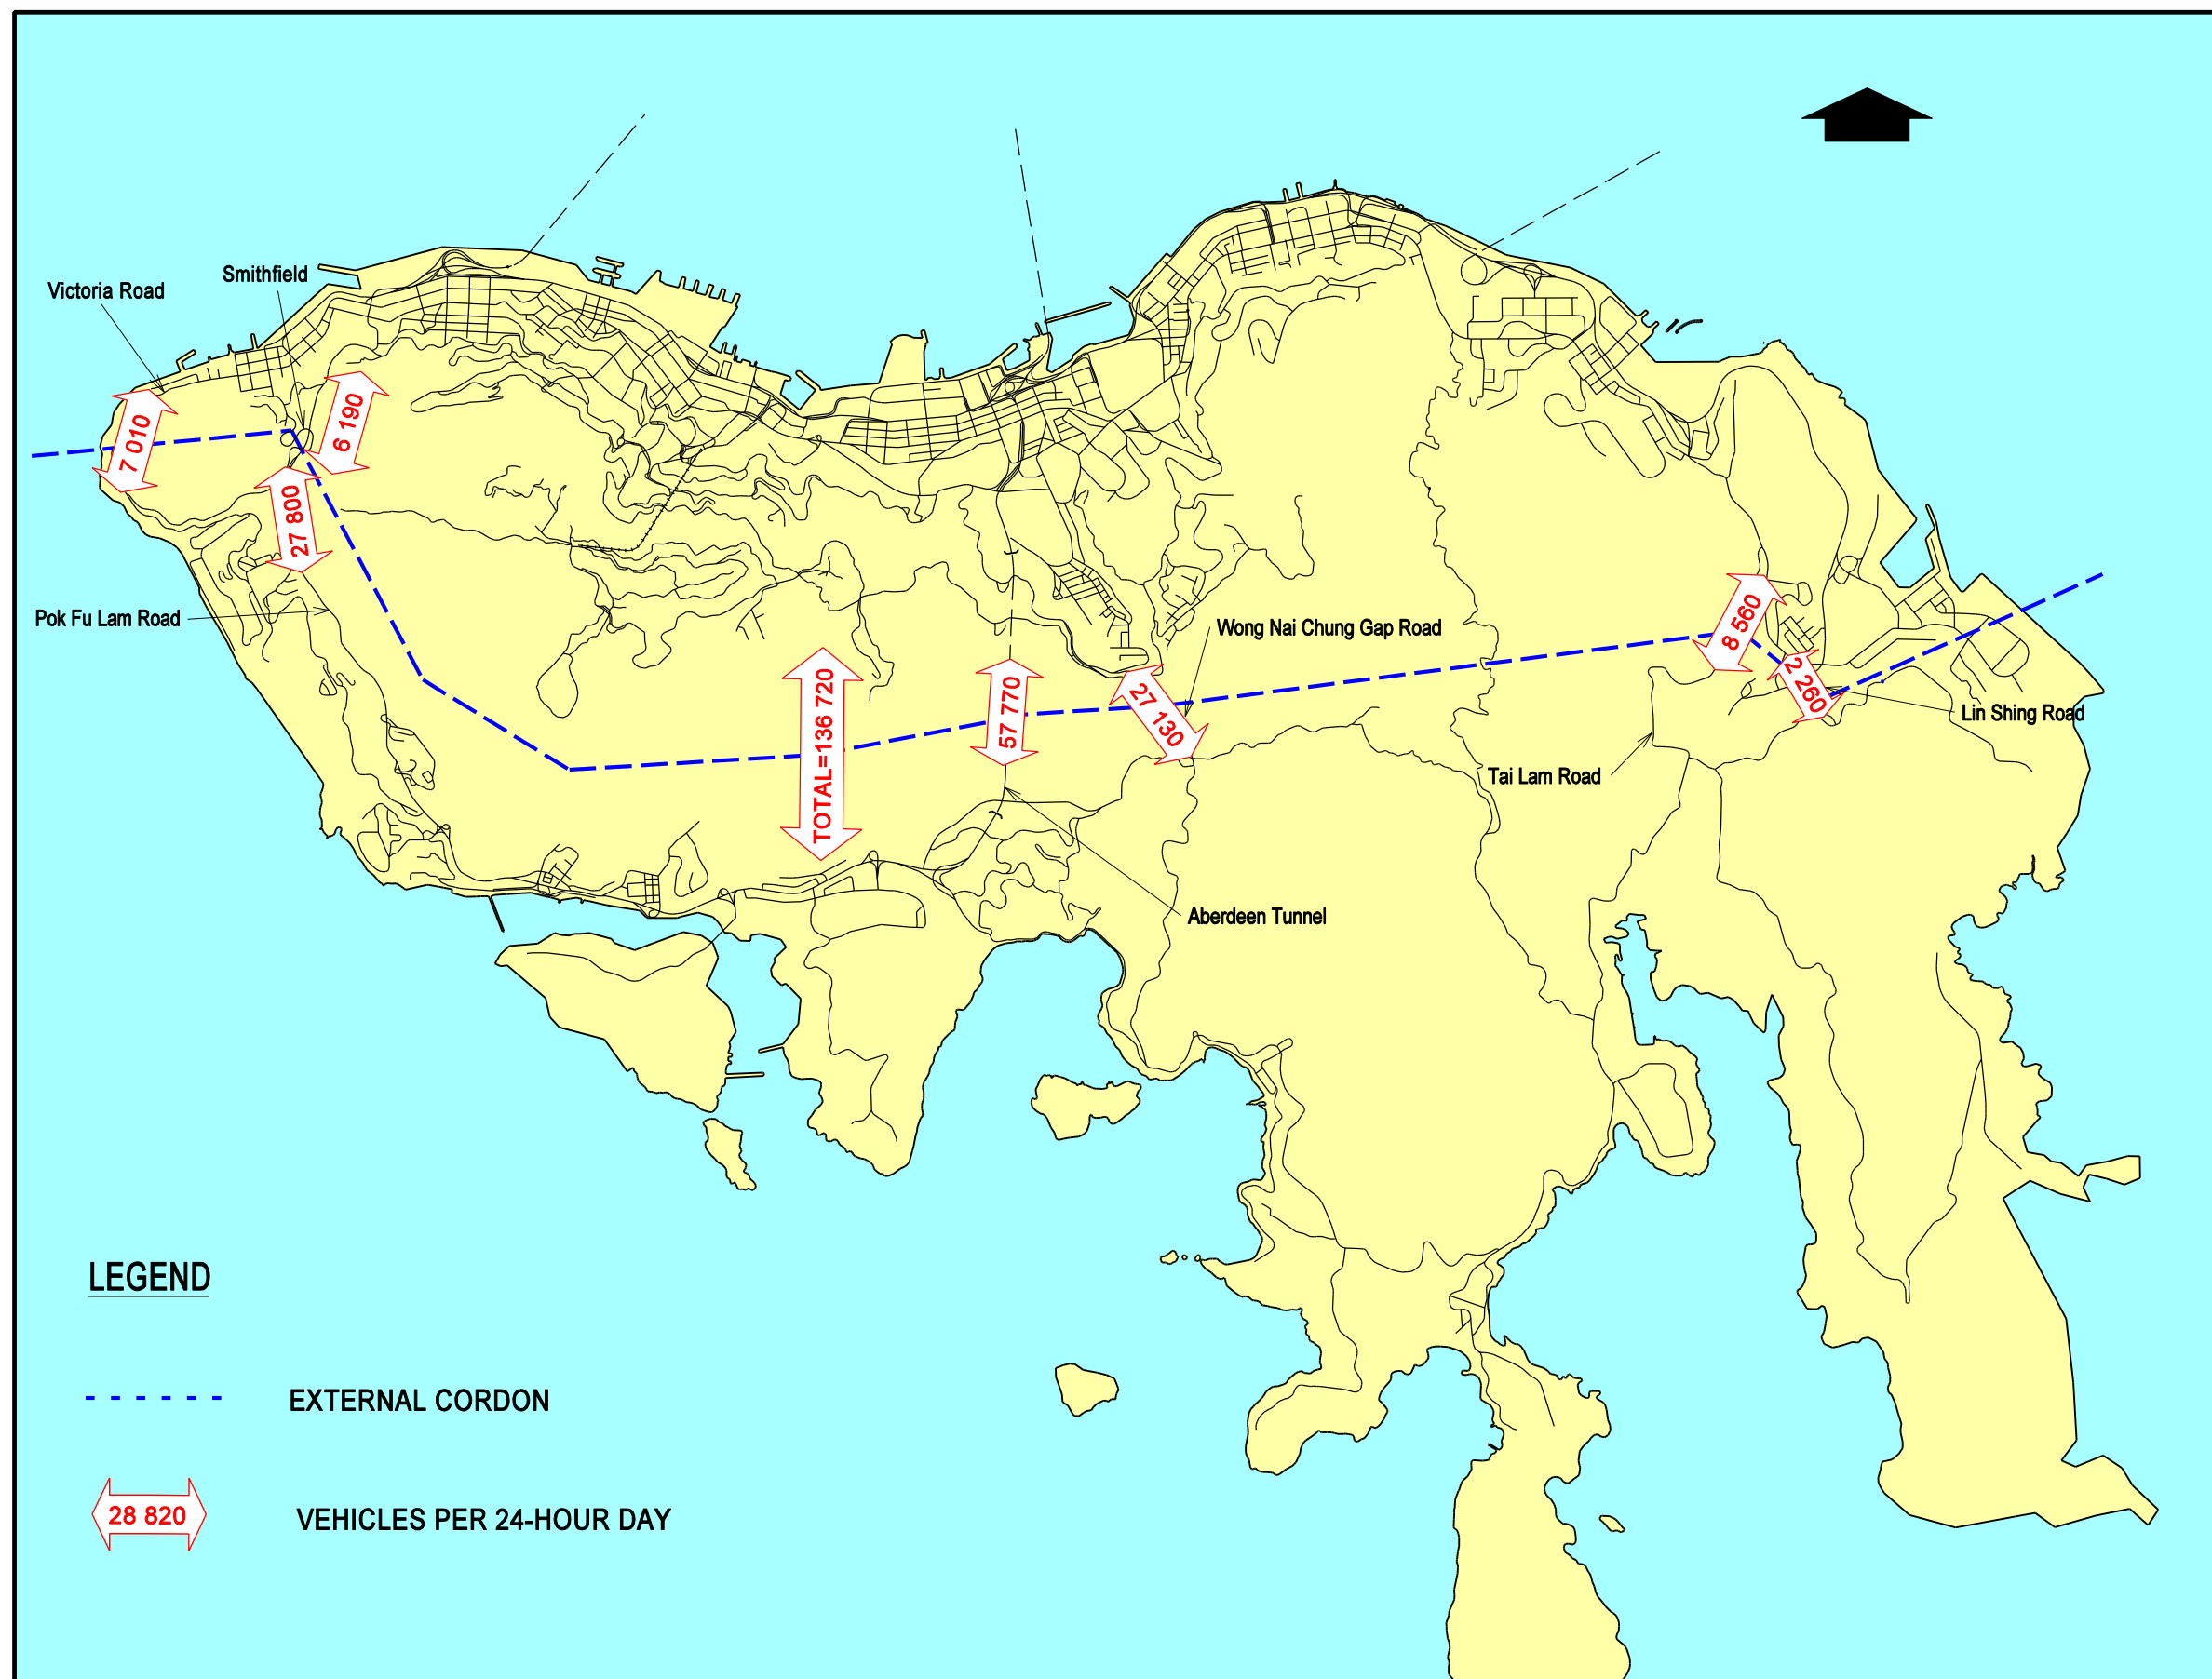 Smithfield
Victoria Road
7 010
6 190
27 800
Pok Fu Lam Road
TOTAL=136 720
57 770
27 130
Wong Nai Chung Gap Road
8 560
2 260
Lin Shing Road
Tai Lam Road
Aberdeen Tunnel
LEGEND
EXTERNAL CORDON
28 820
VEHICLES PER 24-HOUR DAY